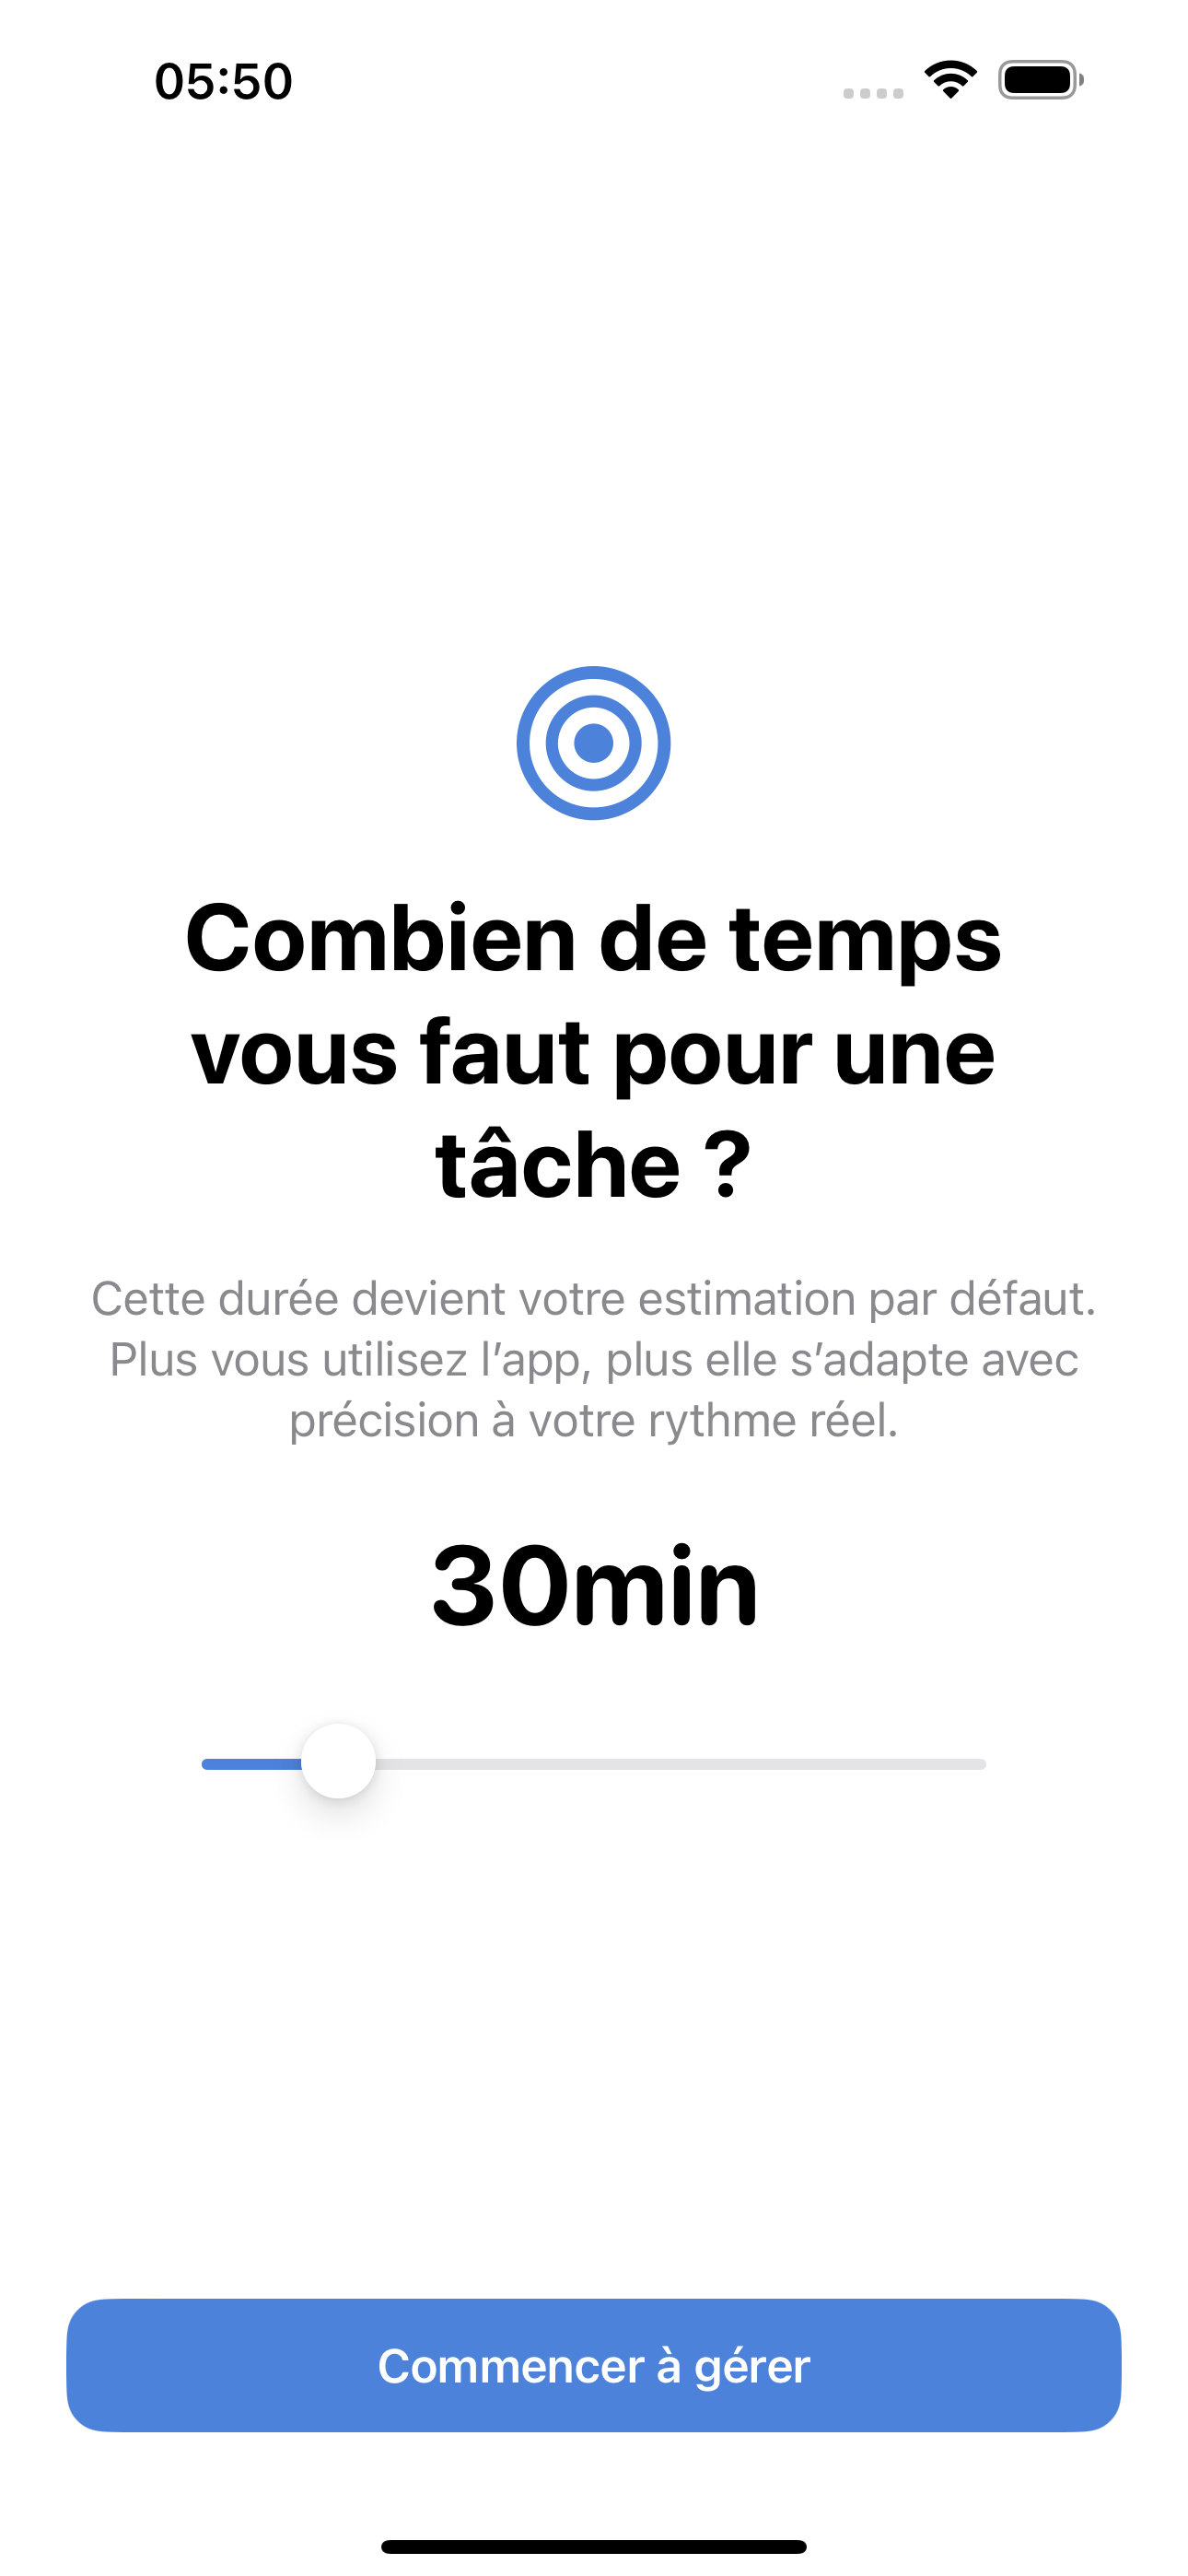 05:50
Combien de temps
vous faut pour une
tâche ?
Cette durée devient votre estimation par défaut.
Plus vous utilisez l’app, plus elle s’adapte avec
précision à votre rythme réel.
30min
Commencer à gérer